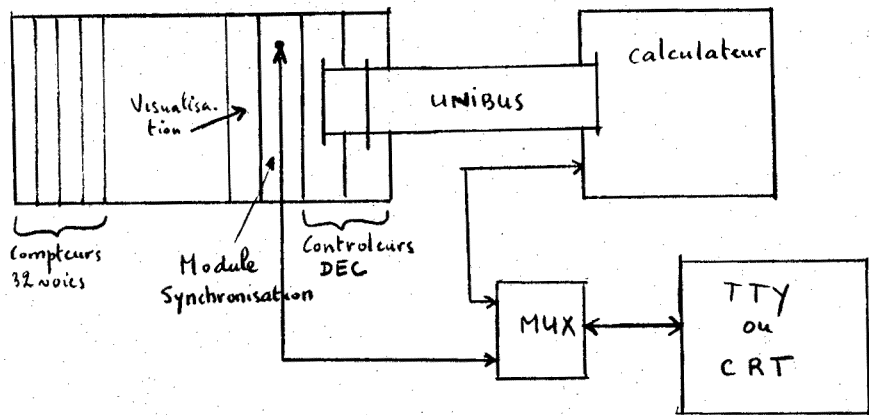 Calculateur
UNIBUS
Visualisa-
tion
Compteurs
32 voies
Module
Synchronisation
Controleurs
DEC
MUX
TTY
ou
CRT